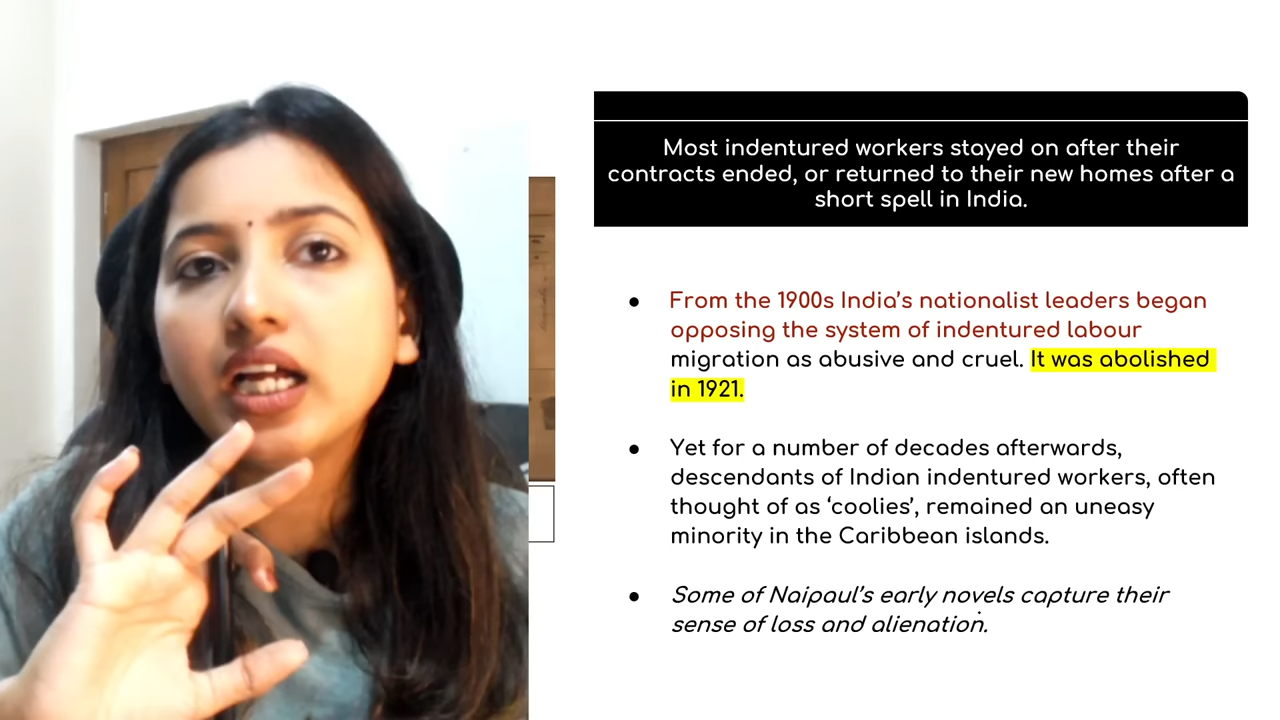 Most indentured workers stayed on after their
contracts ended, or returned to their new homes after a
short spell in India.
● From the 1900s India’s nationalist leaders began
opposing the system of indentured labour
migration as abusive and cruel. It was abolished
in 1921.
● Yet for a number of decades afterwards,
descendants of Indian indentured workers, often
thought of as ‘coolies’, remained an uneasy
minority in the Caribbean islands.
● Some of Naipaul’s early novels capture their
sense of loss and alienation.